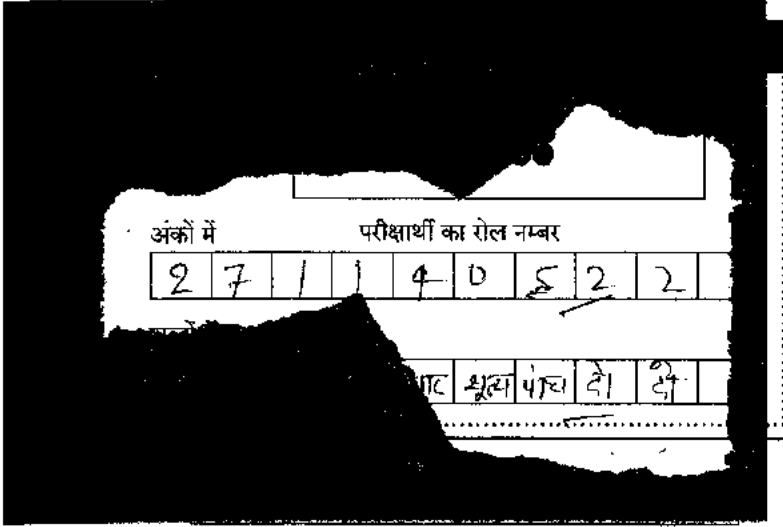 अंकों में परीक्षार्थी का रोल नम्बर
2 7 1 1 4 0 5 2 2
शून्य पांच दो दो